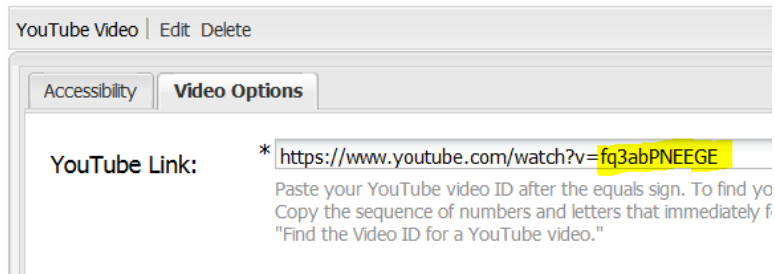 YouTube Video | Edit Delete
Accessibility Video Options
YouTube Link: * https://www.youtube.com/watch?v=fq3abPNEEGE
Paste your YouTube video ID after the equals sign. To find yo
Copy the sequence of numbers and letters that immediately f
"Find the Video ID for a YouTube video."